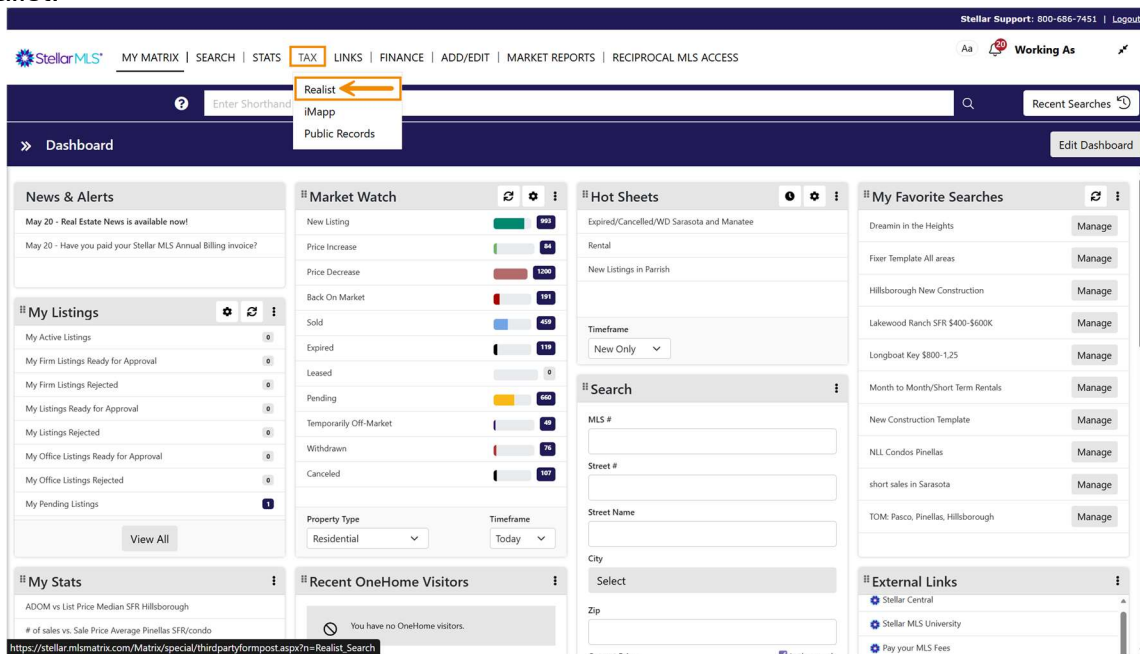 Stellar Support: 800-686-7451 | Logout
StellarMLS
MY MATRIX | SEARCH | STATS | TAX | LINKS | FINANCE | ADD/EDIT | MARKET REPORTS | RECIPROCAL MLS ACCESS
Aa
20
Working As
Realist
iMapp
Public Records
?
Enter Shorthand
Recent Searches
Dashboard
Edit Dashboard
News & Alerts
May 20 - Real Estate News is available now!
May 20 - Have you paid your Stellar MLS Annual Billing invoice?
My Listings
My Active Listings 0
My Firm Listings Ready for Approval 0
My Firm Listings Rejected 0
My Listings Ready for Approval 0
My Listings Rejected 0
My Office Listings Ready for Approval 0
My Office Listings Rejected 0
My Pending Listings 1
View All
My Stats
ADOM vs List Price Median SFR Hillsborough
# of sales vs. Sale Price Average Pinellas SFR/condo
Market Watch
New Listing 993
Price Increase 84
Price Decrease 1200
Back On Market 191
Sold 459
Expired 119
Leased 0
Pending 660
Temporarily Off-Market 49
Withdrawn 76
Canceled 107
Property Type Timeframe
Residential Today
Recent OneHome Visitors
You have no OneHome visitors.
Hot Sheets
Expired/Cancelled/WD Sarasota and Manatee
Rental
New Listings in Parrish
Timeframe
New Only
Search
MLS #
Street #
Street Name
City
Select
Zip
My Favorite Searches
Dreamin in the Heights Manage
Fixer Template All areas Manage
Hillsborough New Construction Manage
Lakewood Ranch SFR $400-$600K Manage
Longboat Key $800-1,25 Manage
Month to Month/Short Term Rentals Manage
New Construction Template Manage
NLL Condos Pinellas Manage
short sales in Sarasota Manage
TOM: Pasco, Pinellas, Hillsborough Manage
External Links
Stellar Central
Stellar MLS University
Pay your MLS Fees
https://stellar.mlsmatrix.com/Matrix/special/thirdpartyformpost.aspx?n=Realist_Search